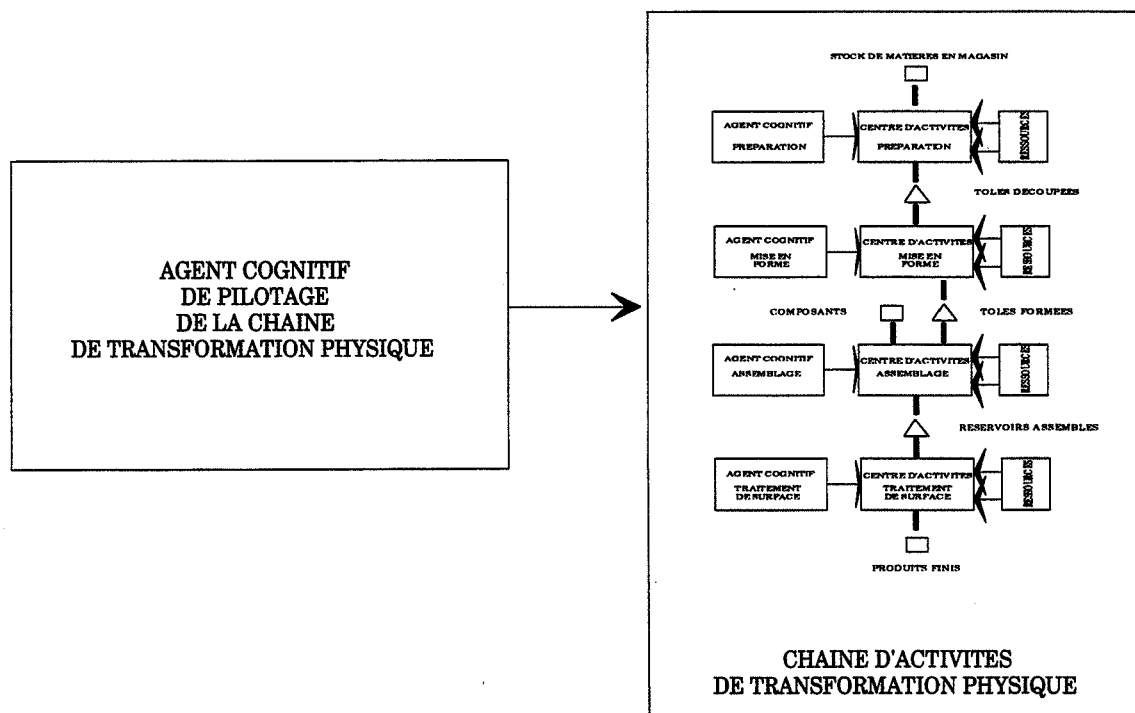 AGENT COGNITIF
DE PILOTAGE
DE LA CHAINE
DE TRANSFORMATION PHYSIQUE
STOCK DE MATIERES EN MAGASIN
AGENT COGNITIF
PREPARATION
CENTRE D'ACTIVITES
PREPARATION
RESSOURCES
TOLES DECOUPEES
AGENT COGNITIF
MISE EN
FORME
CENTRE D'ACTIVITES
MISE EN
FORME
RESSOURCES
COMPOSANTS
TOLES FORMEES
AGENT COGNITIF
ASSEMBLAGE
CENTRE D'ACTIVITES
ASSEMBLAGE
RESSOURCES
RESERVOIRS ASSEMBLES
AGENT COGNITIF
TRAITEMENT
DE SURFACE
CENTRE D'ACTIVITES
TRAITEMENT
DE SURFACE
RESSOURCES
PRODUITS FINIS
CHAINE D'ACTIVITES
DE TRANSFORMATION PHYSIQUE